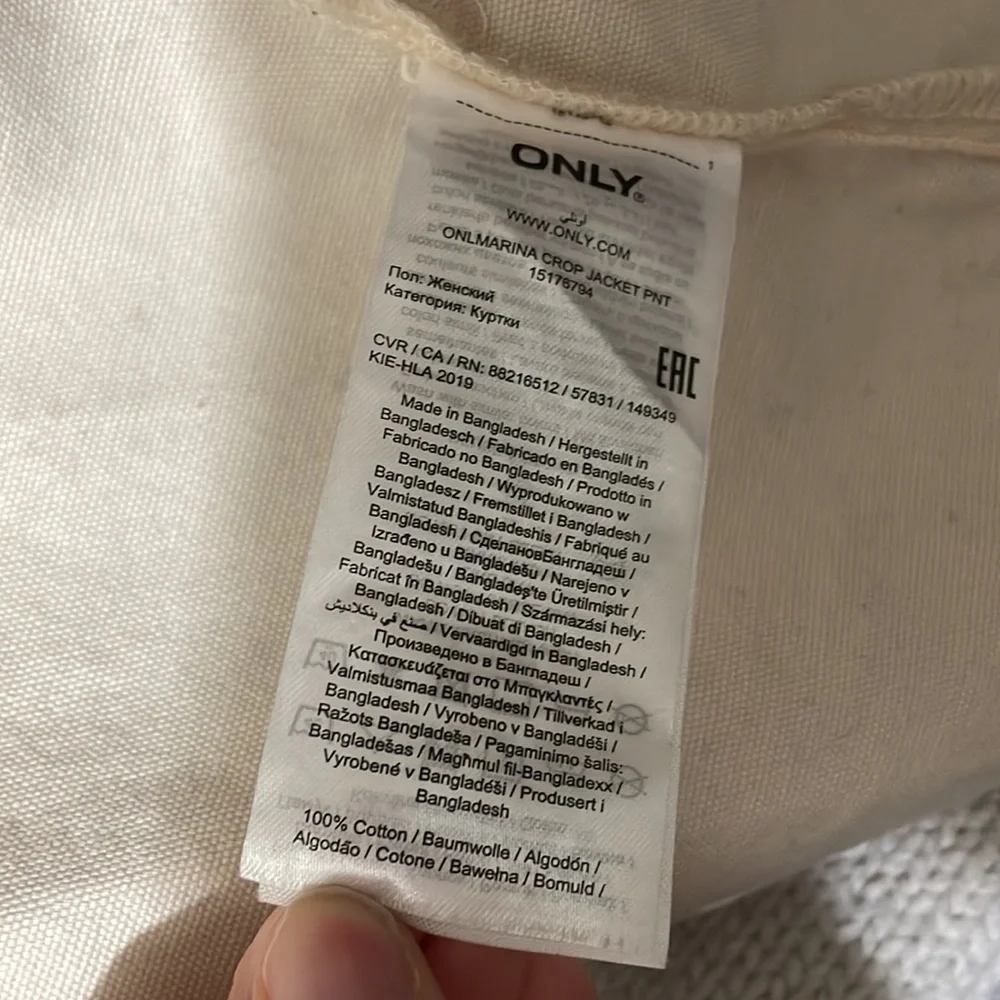 1
ONLY®
اونلي
WWW.ONLY.COM
ONLMARINA CROP JACKET PNT
15176794
Пол: Женский
Категория: Куртки
EAC
CVR / CA / RN: 88216512 / 57831 / 149349
KIE-HLA 2019
Made in Bangladesh / Hergestellt in
Bangladesch / Fabricado en Bangladés /
Fabricado no Bangladesh / Prodotto in
Bangladesh / Wyprodukowano w
Bangladesz / Fremstillet i Bangladesh /
Valmistatud Bangladeshis / Fabriqué au
Bangladesh / СделановБангладеш /
Izrađeno u Bangladešu / Narejeno v
Bangladešu / Bangladeş'te Üretilmiştir /
Fabricat în Bangladesh / Származási hely:
Bangladesh / Dibuat di Bangladesh /
صنع في بنكلاديش / Vervaardigd in Bangladesh /
Произведено в Бангладеш /
Κατασκευάζεται στο Μπαγκλαντές /
Valmistusmaa Bangladesh / Tillverkad i
Bangladesh / Vyrobeno v Bangladéši /
Ražots Bangladeša / Pagaminimo šalis:
Bangladešas / Magħmul fil-Bangladexx /
Vyrobené v Bangladéši / Produsert i
Bangladesh
100% Cotton / Baumwolle / Algodón /
Algodão / Cotone / Bawełna / Bomuld /